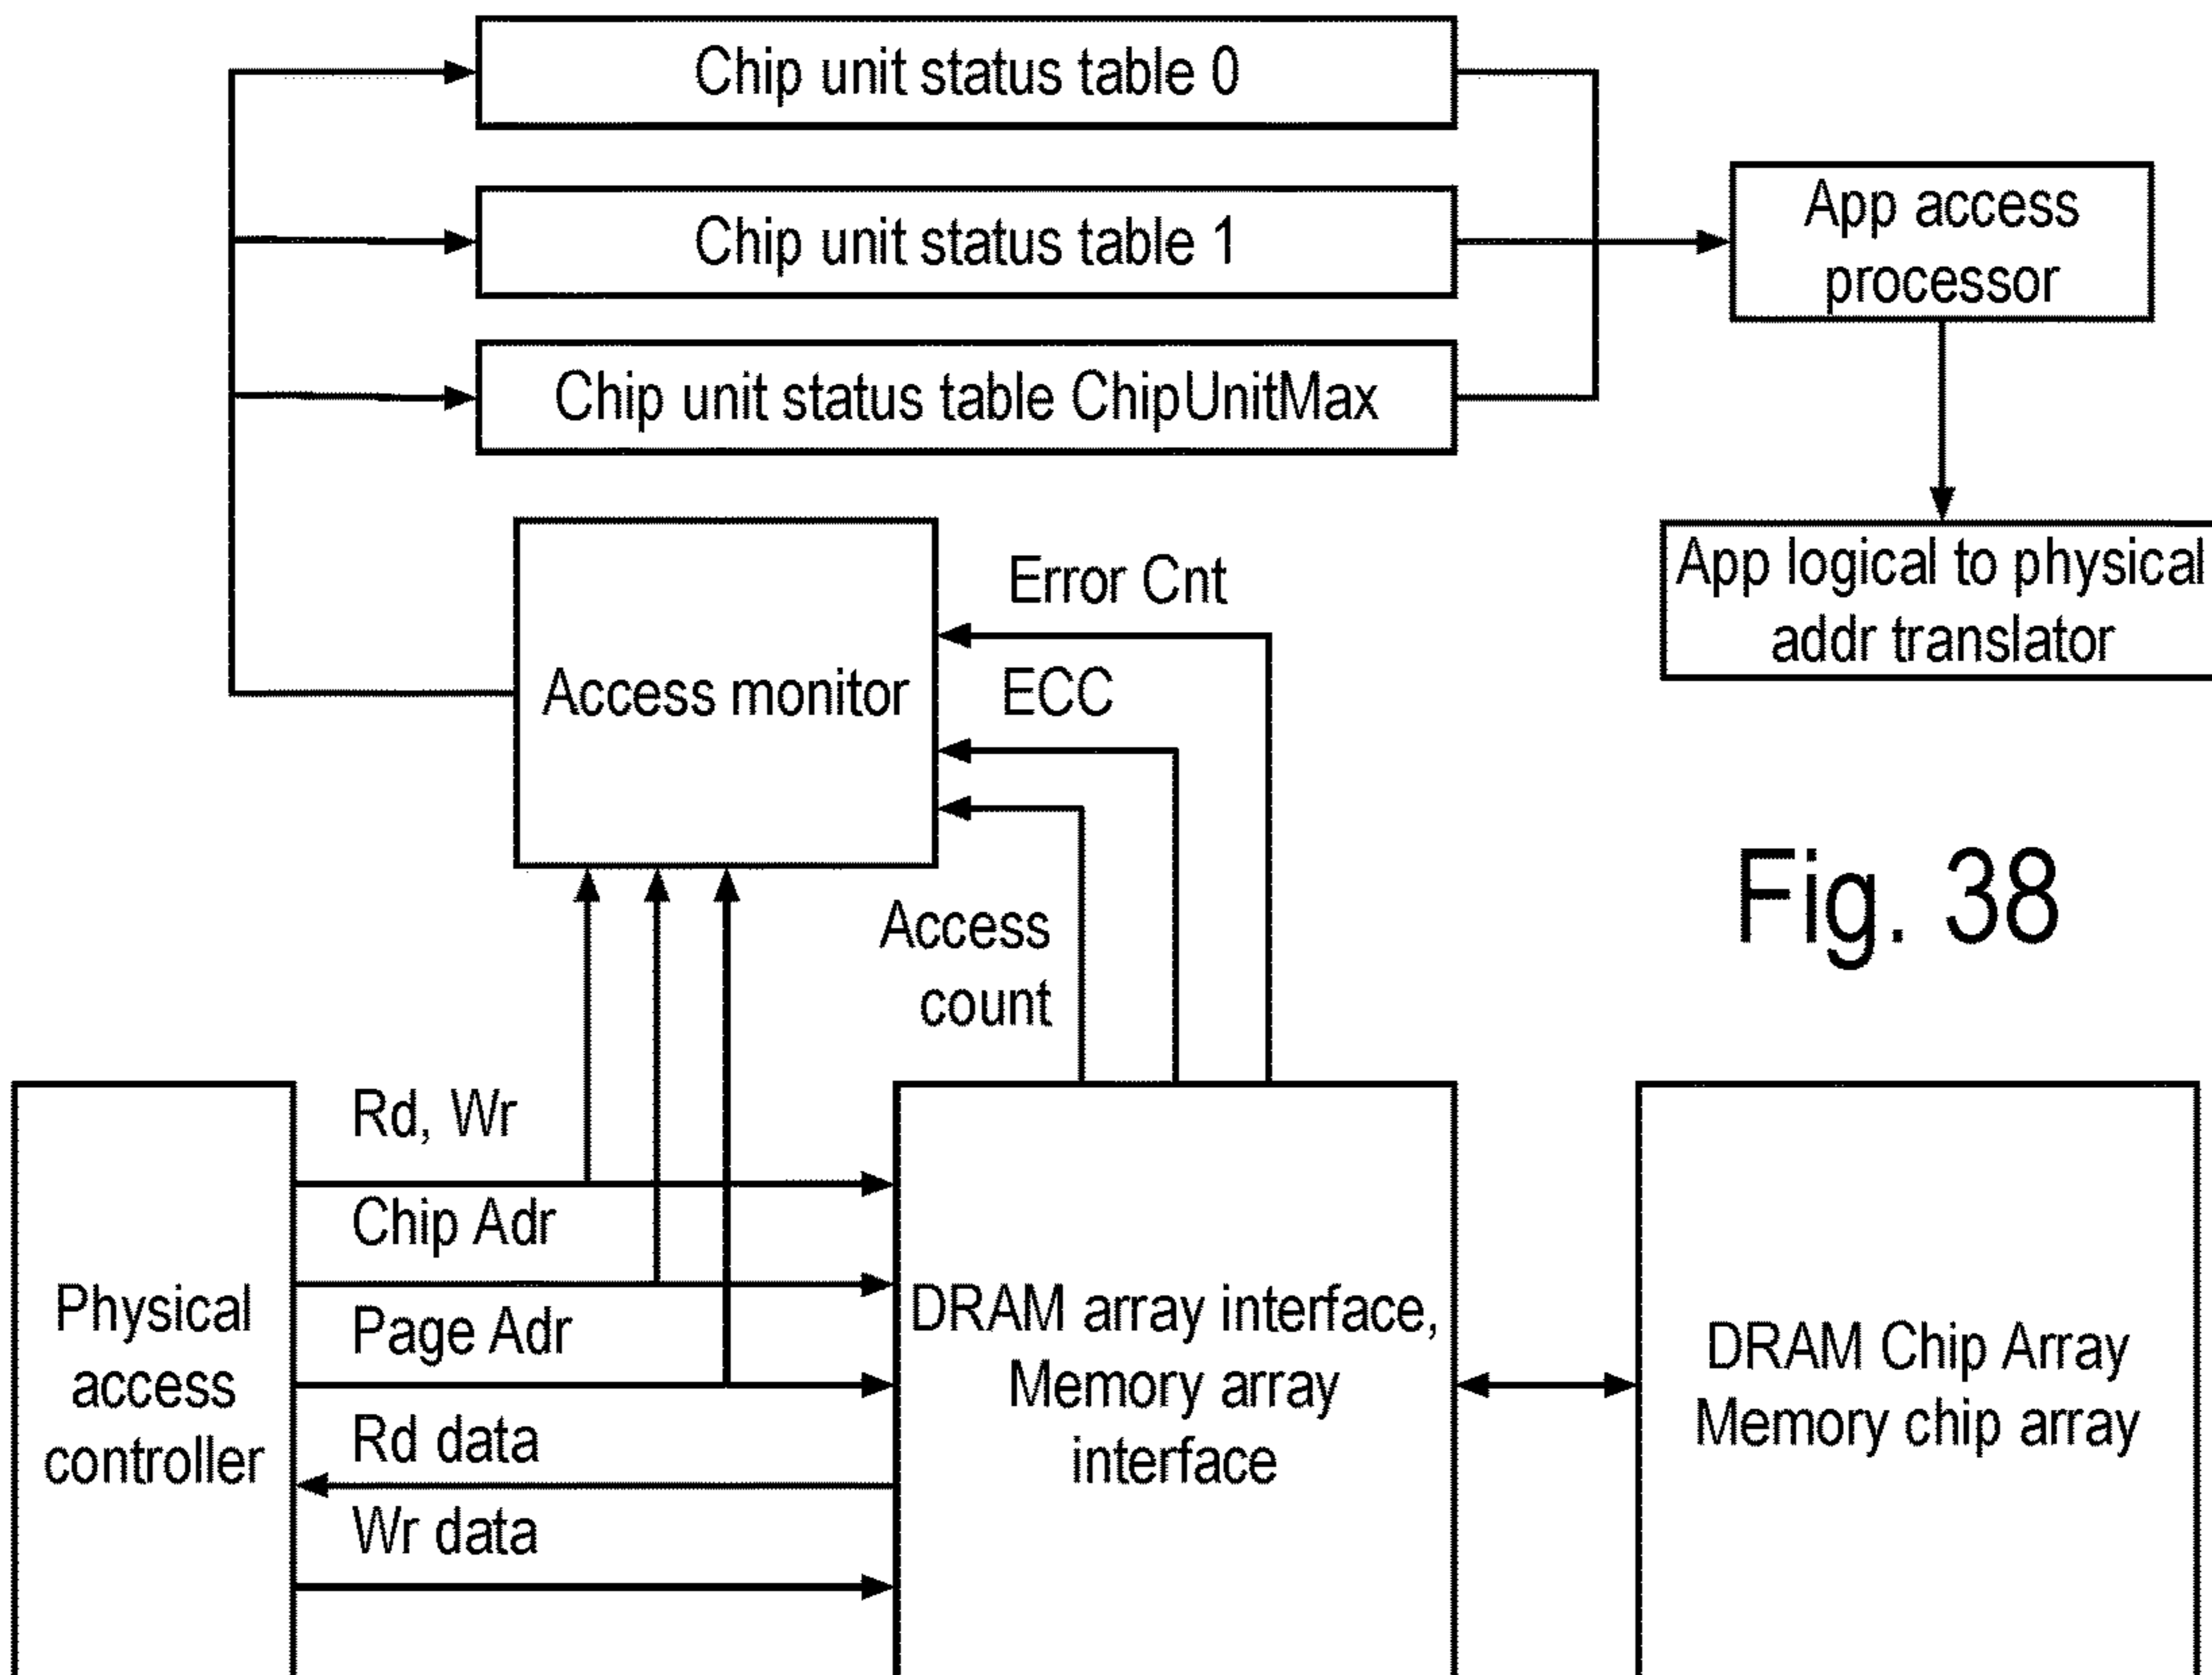 Chip unit status table 0
Chip unit status table 1
Chip unit status table ChipUnitMax
App access
processor
App logical to physical
addr translator
Access monitor
Error Cnt
ECC
Access
count
Fig. 38
Physical
access
controller
Rd, Wr
Chip Adr
Page Adr
Rd data
Wr data
DRAM array interface,
Memory array
interface
DRAM Chip Array
Memory chip array